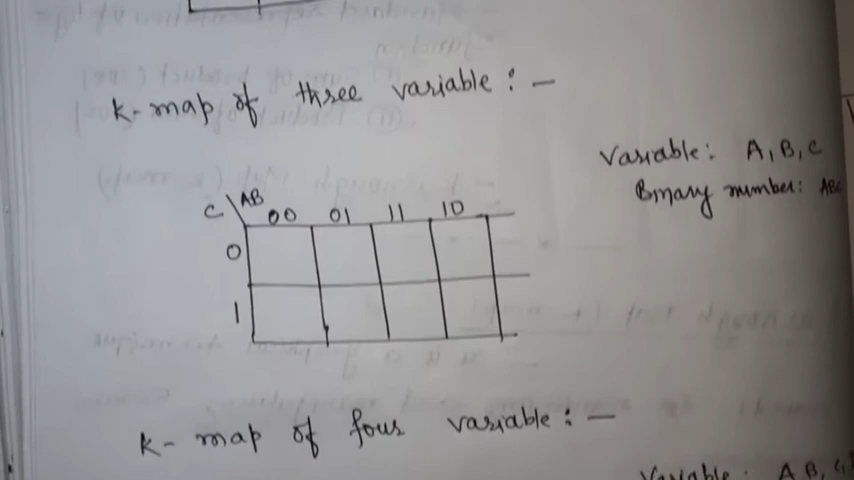 K-map of three variable : -
Variable: A, B, C
Binary number: ABC
C \ AB 00 01 11 10
0
1
K- map of four variable : -
Variable: A B, C,